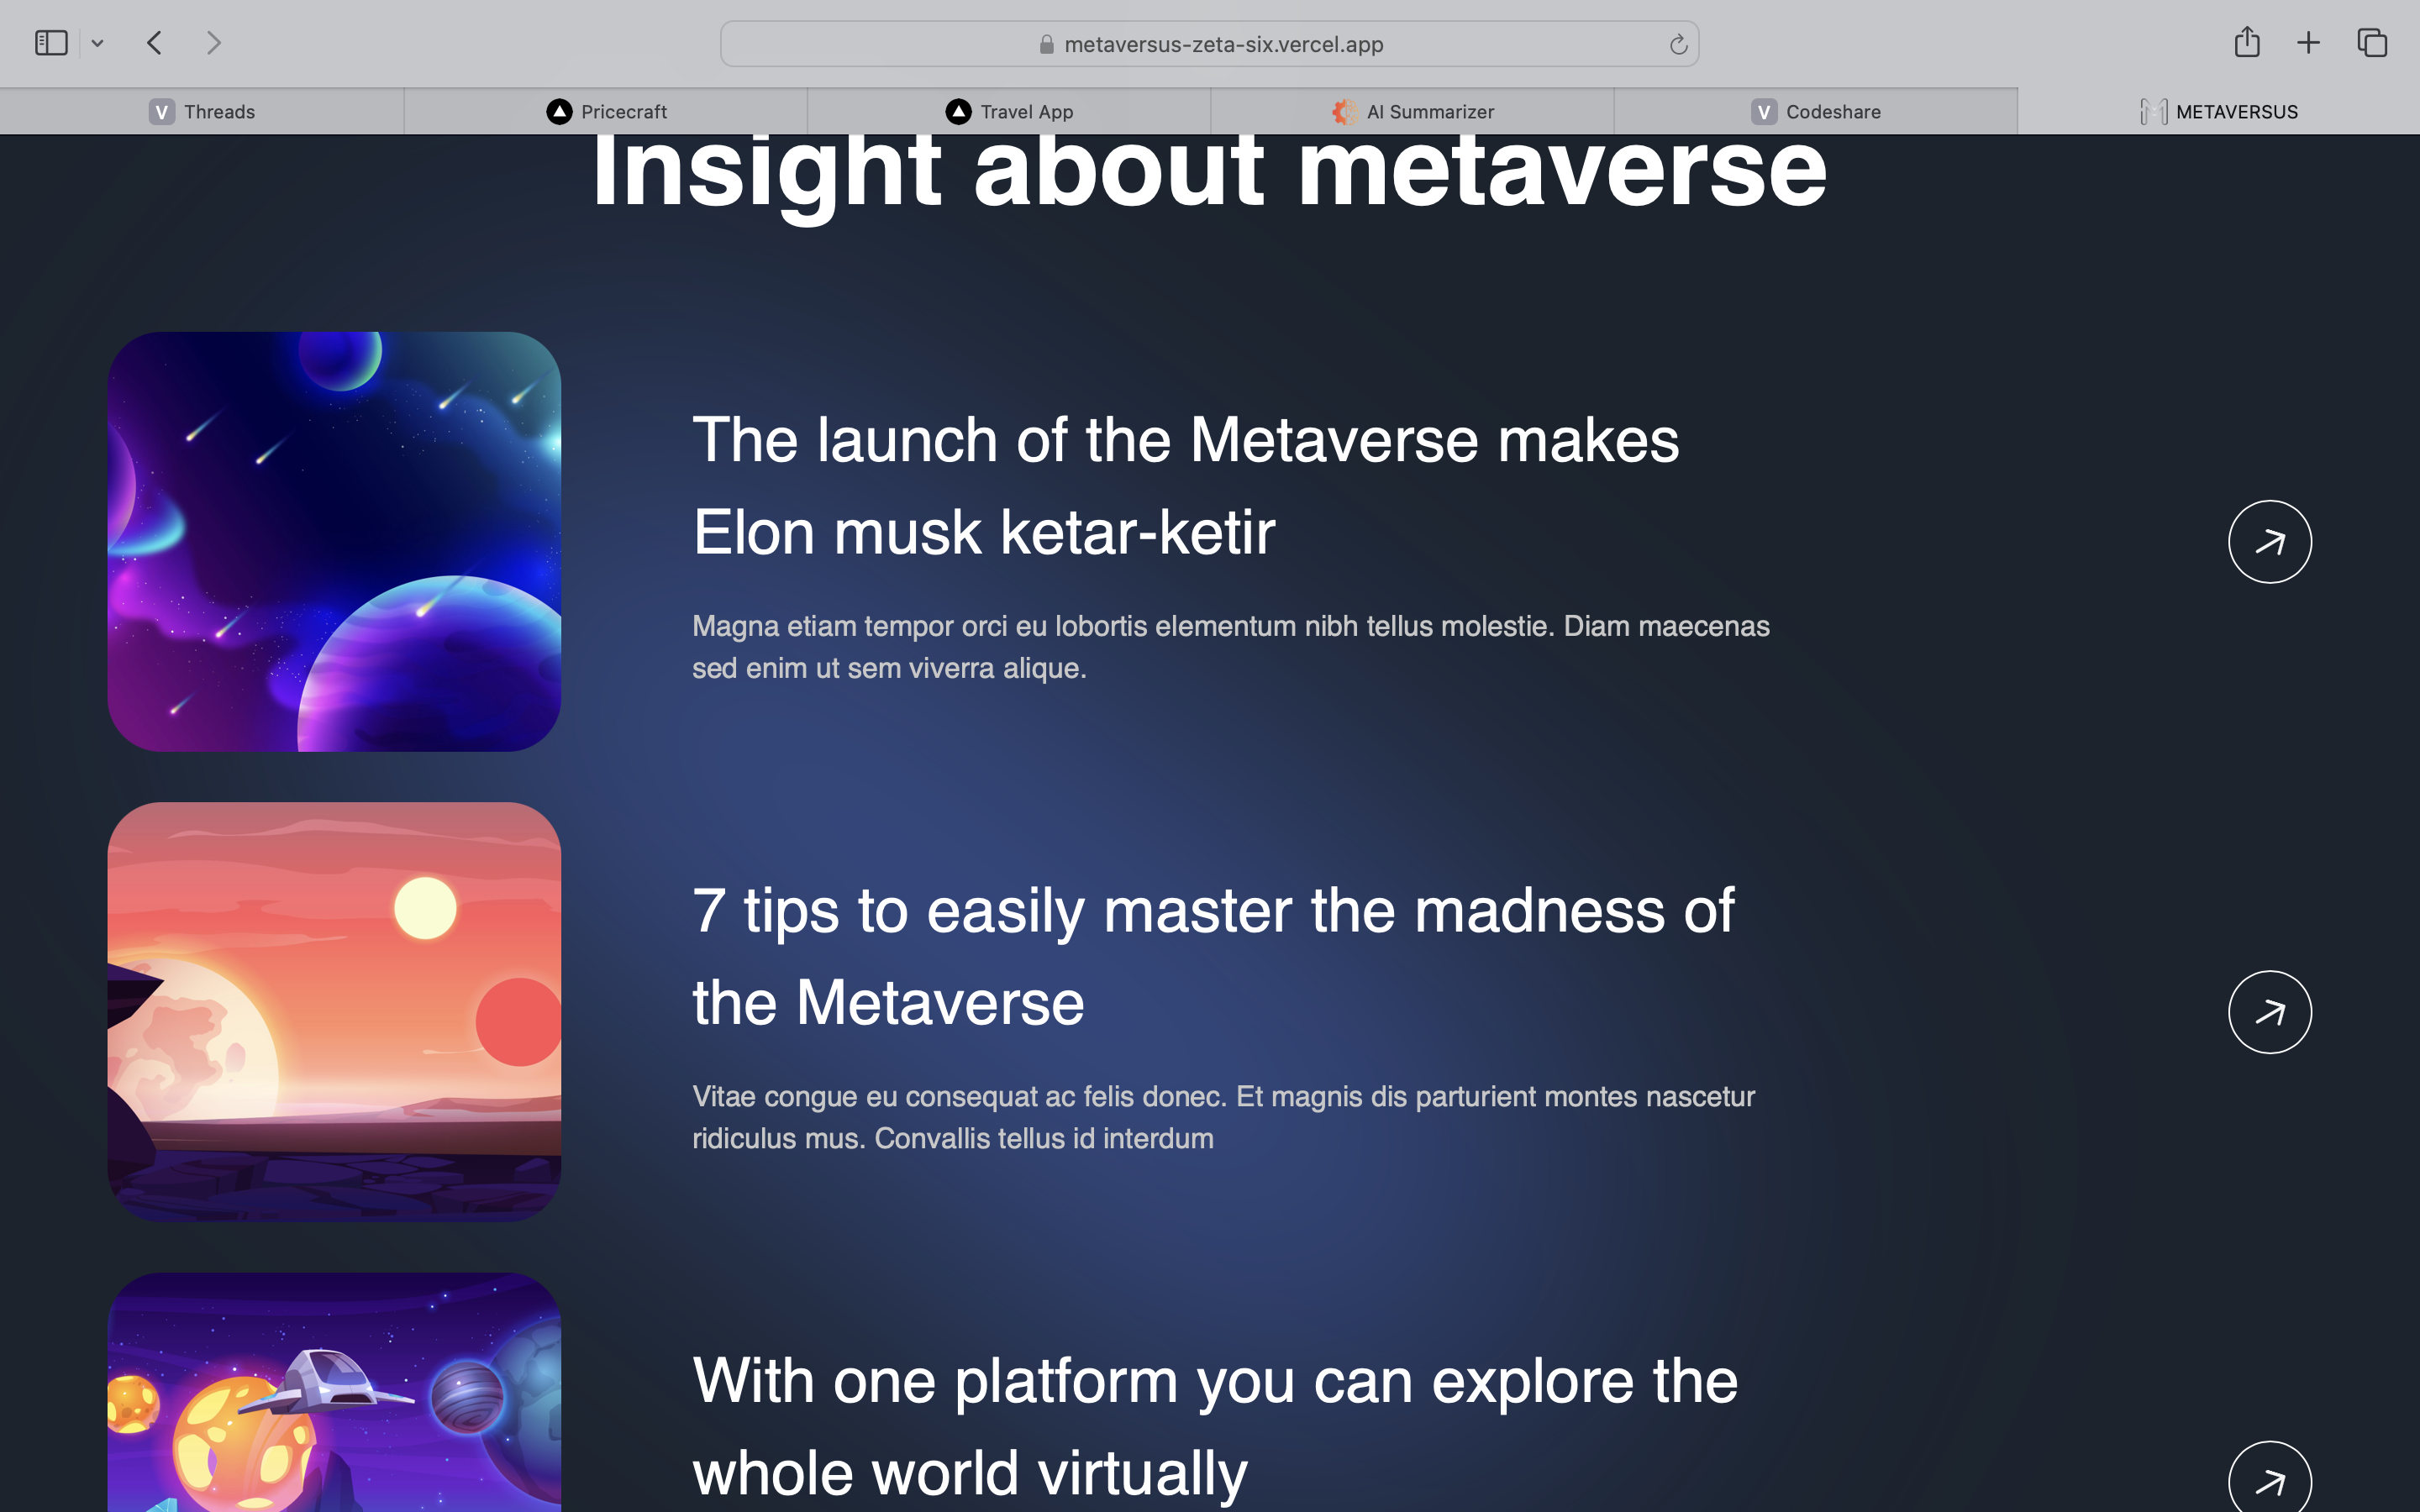 metaversus-zeta-six.vercel.app
V Threads
Pricecraft
Travel App
AI Summarizer
V Codeshare
METAVERSUS
Insight about metaverse
The launch of the Metaverse makes
Elon musk ketar-ketir
Magna etiam tempor orci eu lobortis elementum nibh tellus molestie. Diam maecenas
sed enim ut sem viverra alique.
7 tips to easily master the madness of
the Metaverse
Vitae congue eu consequat ac felis donec. Et magnis dis parturient montes nascetur
ridiculus mus. Convallis tellus id interdum
With one platform you can explore the
whole world virtually